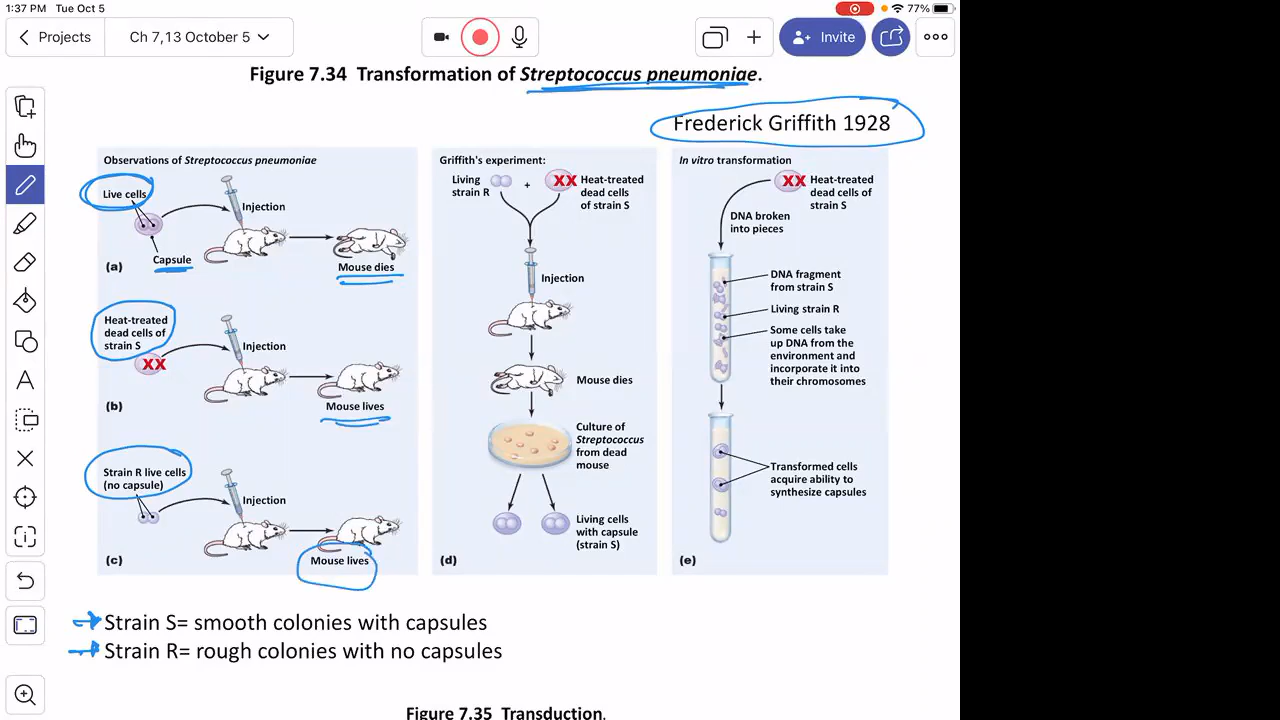 1:37 PM Tue Oct 5
77%
Projects
Ch 7,13 October 5
Invite
Figure 7.34 Transformation of Streptococcus pneumoniae.
Frederick Griffith 1928
Observations of Streptococcus pneumoniae
Live cells
Injection
Capsule
Mouse dies
(a)
Heat-treated
dead cells of
strain S
XX
Injection
Mouse lives
(b)
Strain R live cells
(no capsule)
Injection
Mouse lives
(c)
Griffith's experiment:
Living
strain R
+
XX
Heat-treated
dead cells
of strain S
Injection
Mouse dies
Culture of
Streptococcus
from dead
mouse
Living cells
with capsule
(strain S)
(d)
In vitro transformation
XX
Heat-treated
dead cells of
strain S
DNA broken
into pieces
DNA fragment
from strain S
Living strain R
Some cells take
up DNA from the
environment and
incorporate it into
their chromosomes
Transformed cells
acquire ability to
synthesize capsules
(e)
Strain S= smooth colonies with capsules
Strain R= rough colonies with no capsules
A
Figure 7.35 Transduction.